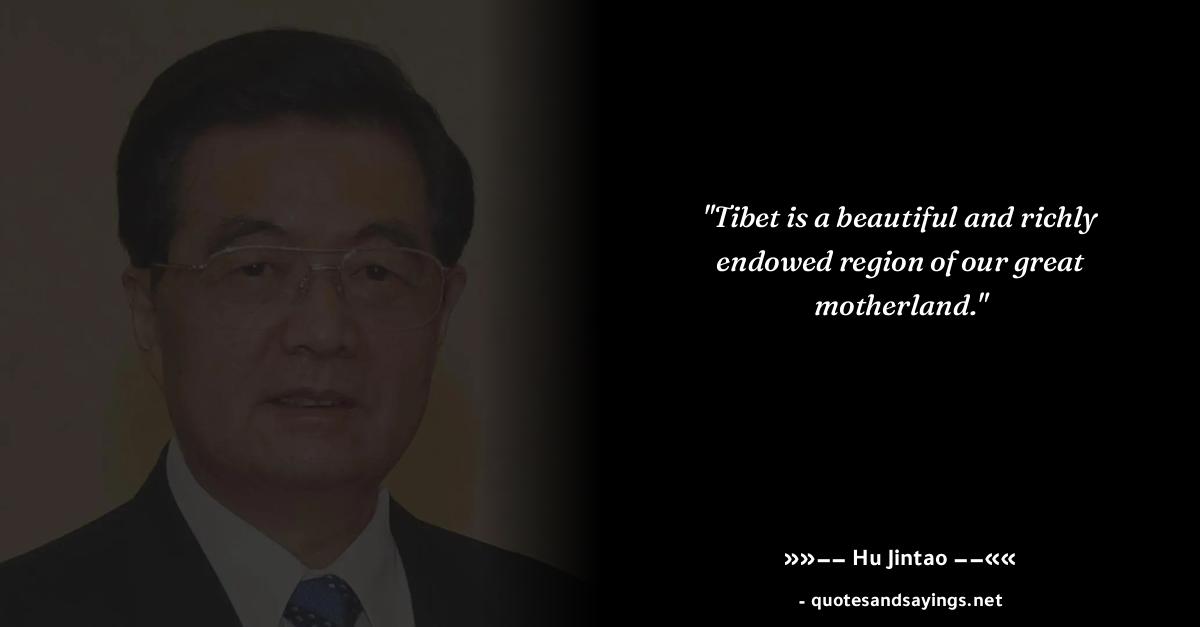 "Tibet is a beautiful and richly
endowed region of our great
motherland."
»»–– Hu Jintao ––««
- quotesandsayings.net